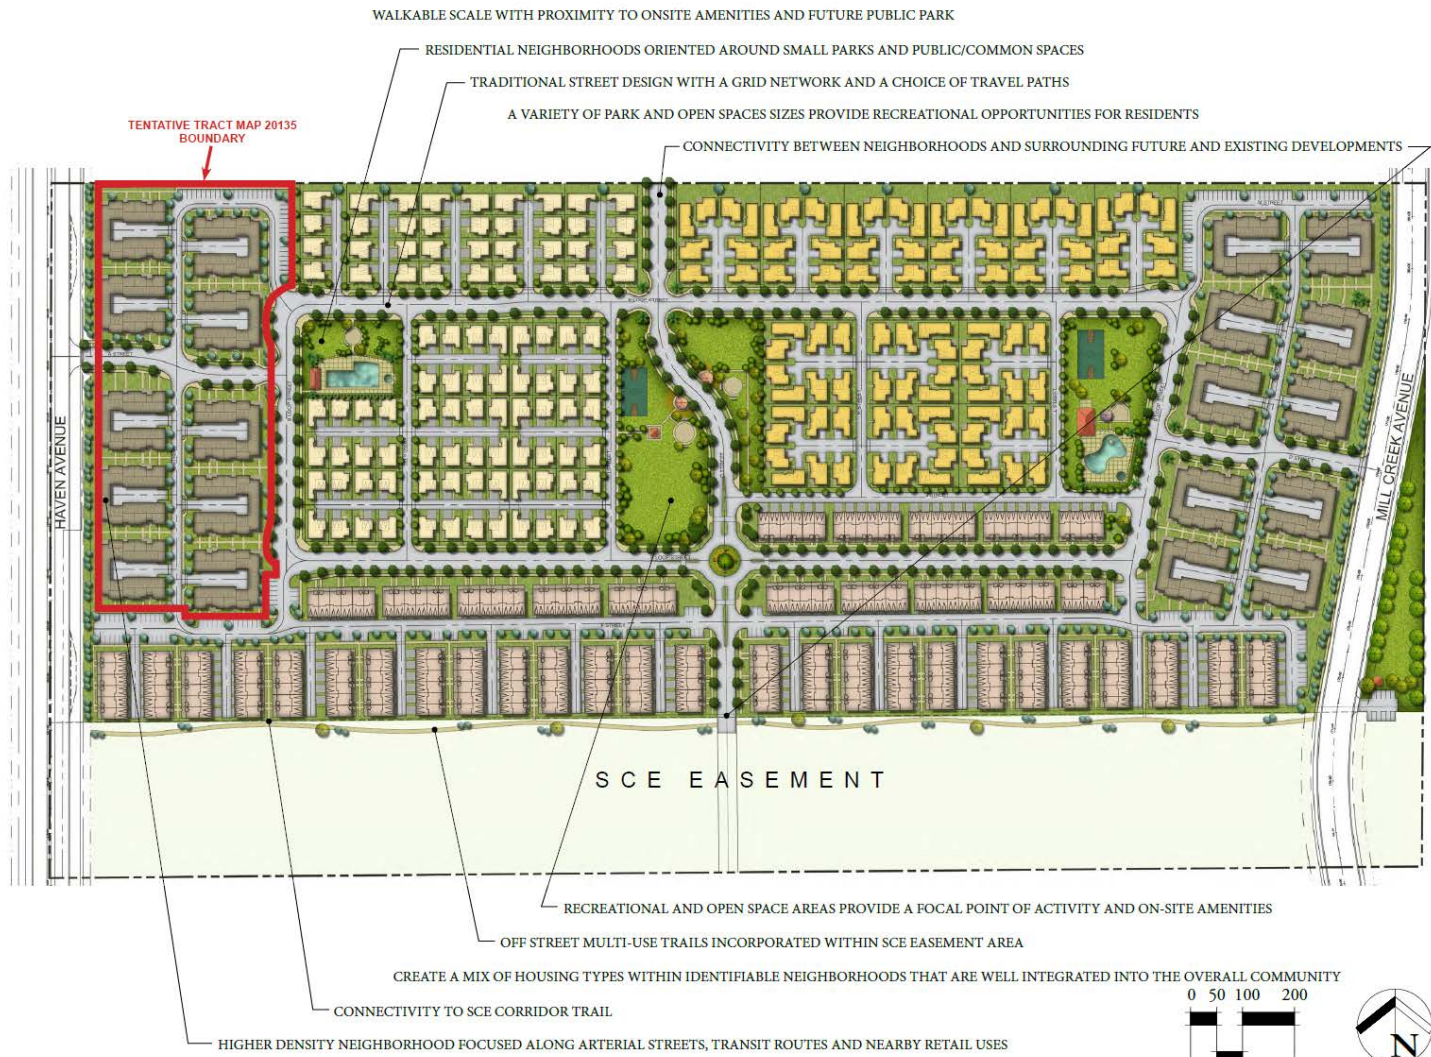 WALKABLE SCALE WITH PROXIMITY TO ONSITE AMENITIES AND FUTURE PUBLIC PARK
RESIDENTIAL NEIGHBORHOODS ORIENTED AROUND SMALL PARKS AND PUBLIC/COMMON SPACES
TRADITIONAL STREET DESIGN WITH A GRID NETWORK AND A CHOICE OF TRAVEL PATHS
A VARIETY OF PARK AND OPEN SPACES SIZES PROVIDE RECREATIONAL OPPORTUNITIES FOR RESIDENTS
TENTATIVE TRACT MAP 20135
BOUNDARY
CONNECTIVITY BETWEEN NEIGHBORHOODS AND SURROUNDING FUTURE AND EXISTING DEVELOPMENTS
A STREET
HAVEN AVENUE
MILL CREEK AVENUE
SCE EASEMENT
RECREATIONAL AND OPEN SPACE AREAS PROVIDE A FOCAL POINT OF ACTIVITY AND ON-SITE AMENITIES
OFF STREET MULTI-USE TRAILS INCORPORATED WITHIN SCE EASEMENT AREA
CREATE A MIX OF HOUSING TYPES WITHIN IDENTIFIABLE NEIGHBORHOODS THAT ARE WELL INTEGRATED INTO THE OVERALL COMMUNITY
0 50 100 200
CONNECTIVITY TO SCE CORRIDOR TRAIL
N
HIGHER DENSITY NEIGHBORHOOD FOCUSED ALONG ARTERIAL STREETS, TRANSIT ROUTES AND NEARBY RETAIL USES